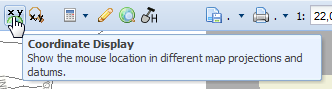 x y x,y H 1: 22,0
Coordinate Display
Show the mouse location in different map projections and
datums.